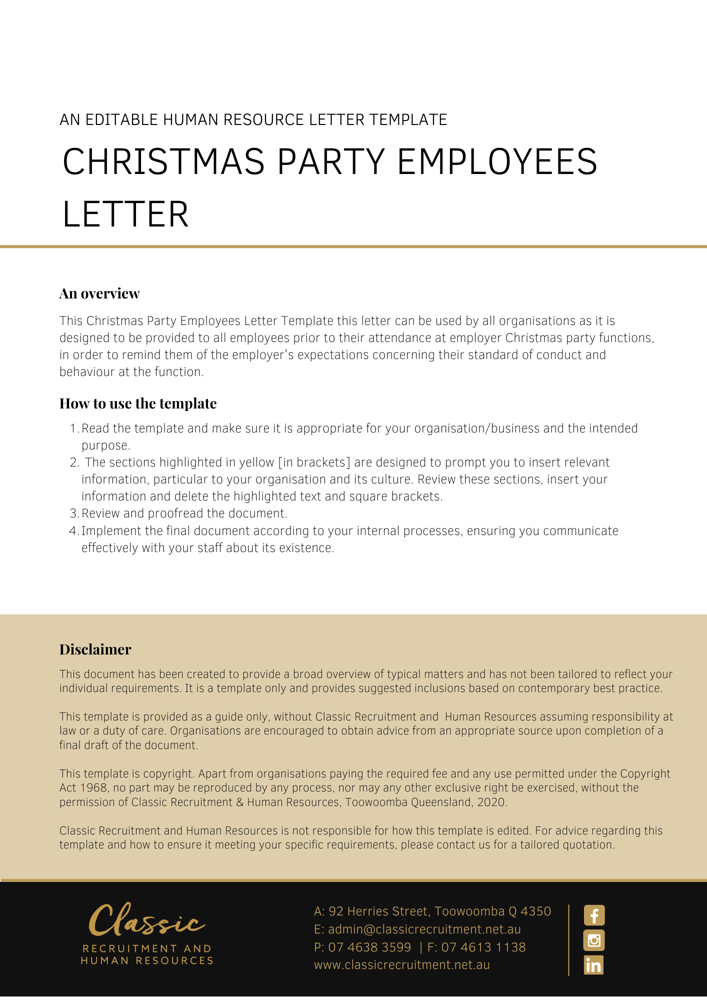 AN EDITABLE HUMAN RESOURCE LETTER TEMPLATE
CHRISTMAS PARTY EMPLOYEES
LETTER
An overview
This Christmas Party Employees Letter Template this letter can be used by all organisations as it is
designed to be provided to all employees prior to their attendance at employer Christmas party functions,
in order to remind them of the employer's expectations concerning their standard of conduct and
behaviour at the function.
How to use the template
1. Read the template and make sure it is appropriate for your organisation/business and the intended
purpose.
2. The sections highlighted in yellow [in brackets] are designed to prompt you to insert relevant
information, particular to your organisation and its culture. Review these sections, insert your
information and delete the highlighted text and square brackets.
3. Review and proofread the document.
4. Implement the final document according to your internal processes, ensuring you communicate
effectively with your staff about its existence.
Disclaimer
This document has been created to provide a broad overview of typical matters and has not been tailored to reflect your
individual requirements. It is a template only and provides suggested inclusions based on contemporary best practice.
This template is provided as a guide only, without Classic Recruitment and Human Resources assuming responsibility at
law or a duty of care. Organisations are encouraged to obtain advice from an appropriate source upon completion of a
final draft of the document.
This template is copyright. Apart from organisations paying the required fee and any use permitted under the Copyright
Act 1968, no part may be reproduced by any process, nor may any other exclusive right be exercised, without the
permission of Classic Recruitment & Human Resources, Toowoomba Queensland, 2020.
Classic Recruitment and Human Resources is not responsible for how this template is edited. For advice regarding this
template and how to ensure it meeting your specific requirements, please contact us for a tailored quotation.
Classic
RECRUITMENT AND
HUMAN RESOURCES
A: 92 Herries Street, Toowoomba Q 4350
E: admin@classicrecruitment.net.au
P: 07 4638 3599 | F: 07 4613 1138
www.classicrecruitment.net.au